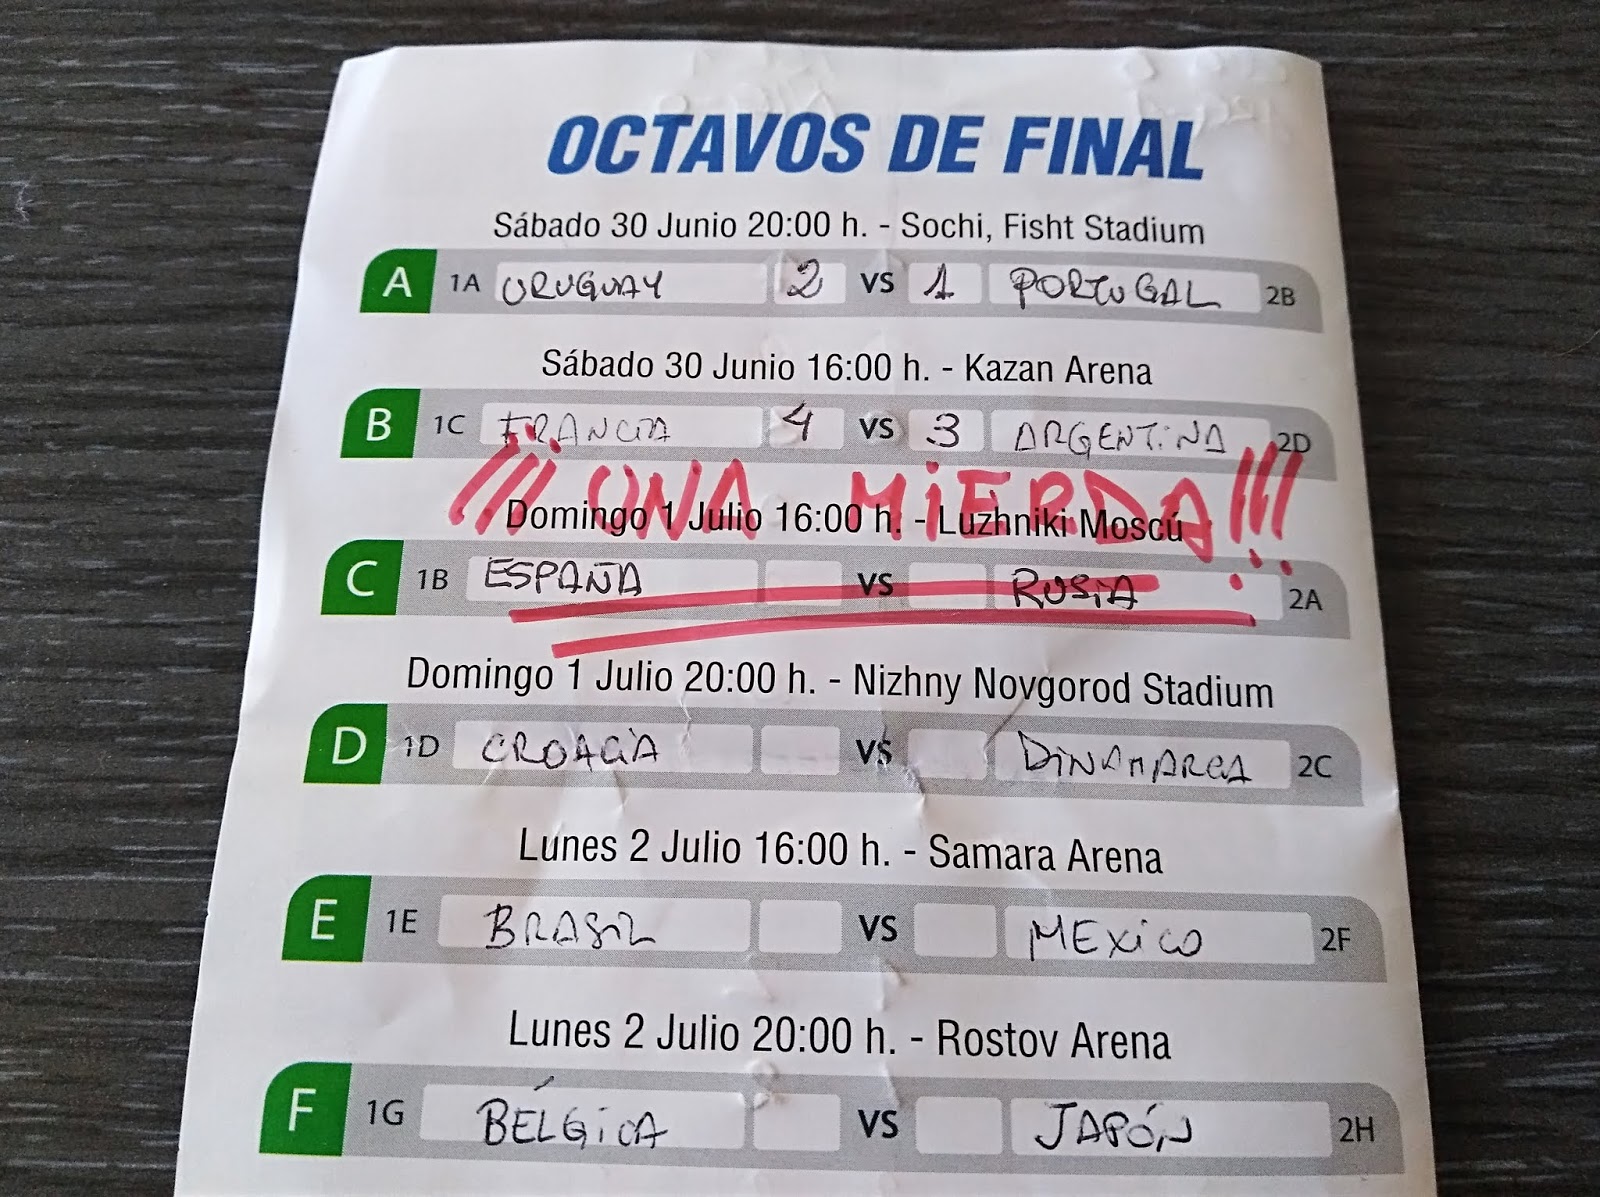 OCTAVOS DE FINAL
Sábado 30 Junio 20:00 h. - Sochi, Fisht Stadium
A 1A URUGUAY 2 VS 1 PORTUGAL 2B
Sábado 30 Junio 16:00 h. - Kazan Arena
B 1C FRANCIA 4 VS 3 ARGENTINA 2D
¡¡¡ UNA MiERDA!!!
Domingo 1 Julio 16:00 h. - Luzhniki Moscú
C 1B ESPAÑA VS RUSiA 2A
Domingo 1 Julio 20:00 h. - Nizhny Novgorod Stadium
D 1D CROACiA VS DiNAMARCA 2C
Lunes 2 Julio 16:00 h. - Samara Arena
E 1E BRASIL VS MEXiCO 2F
Lunes 2 Julio 20:00 h. - Rostov Arena
F 1G BÉLGiCA VS JAPÓN 2H